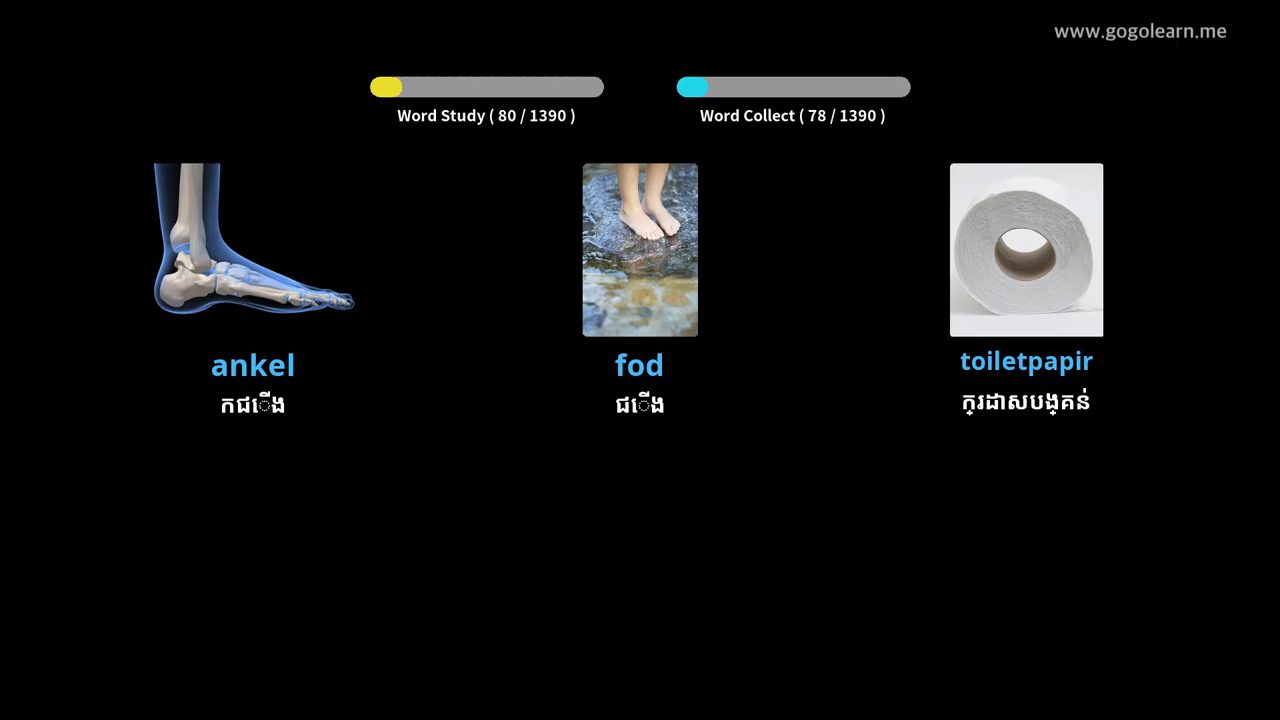 www.gogolearn.me
Word Study ( 80 / 1390 )
Word Collect ( 78 / 1390 )
ankel
fod
toiletpapir
កជើង
ជើង
ក្រដាសបង្គន់